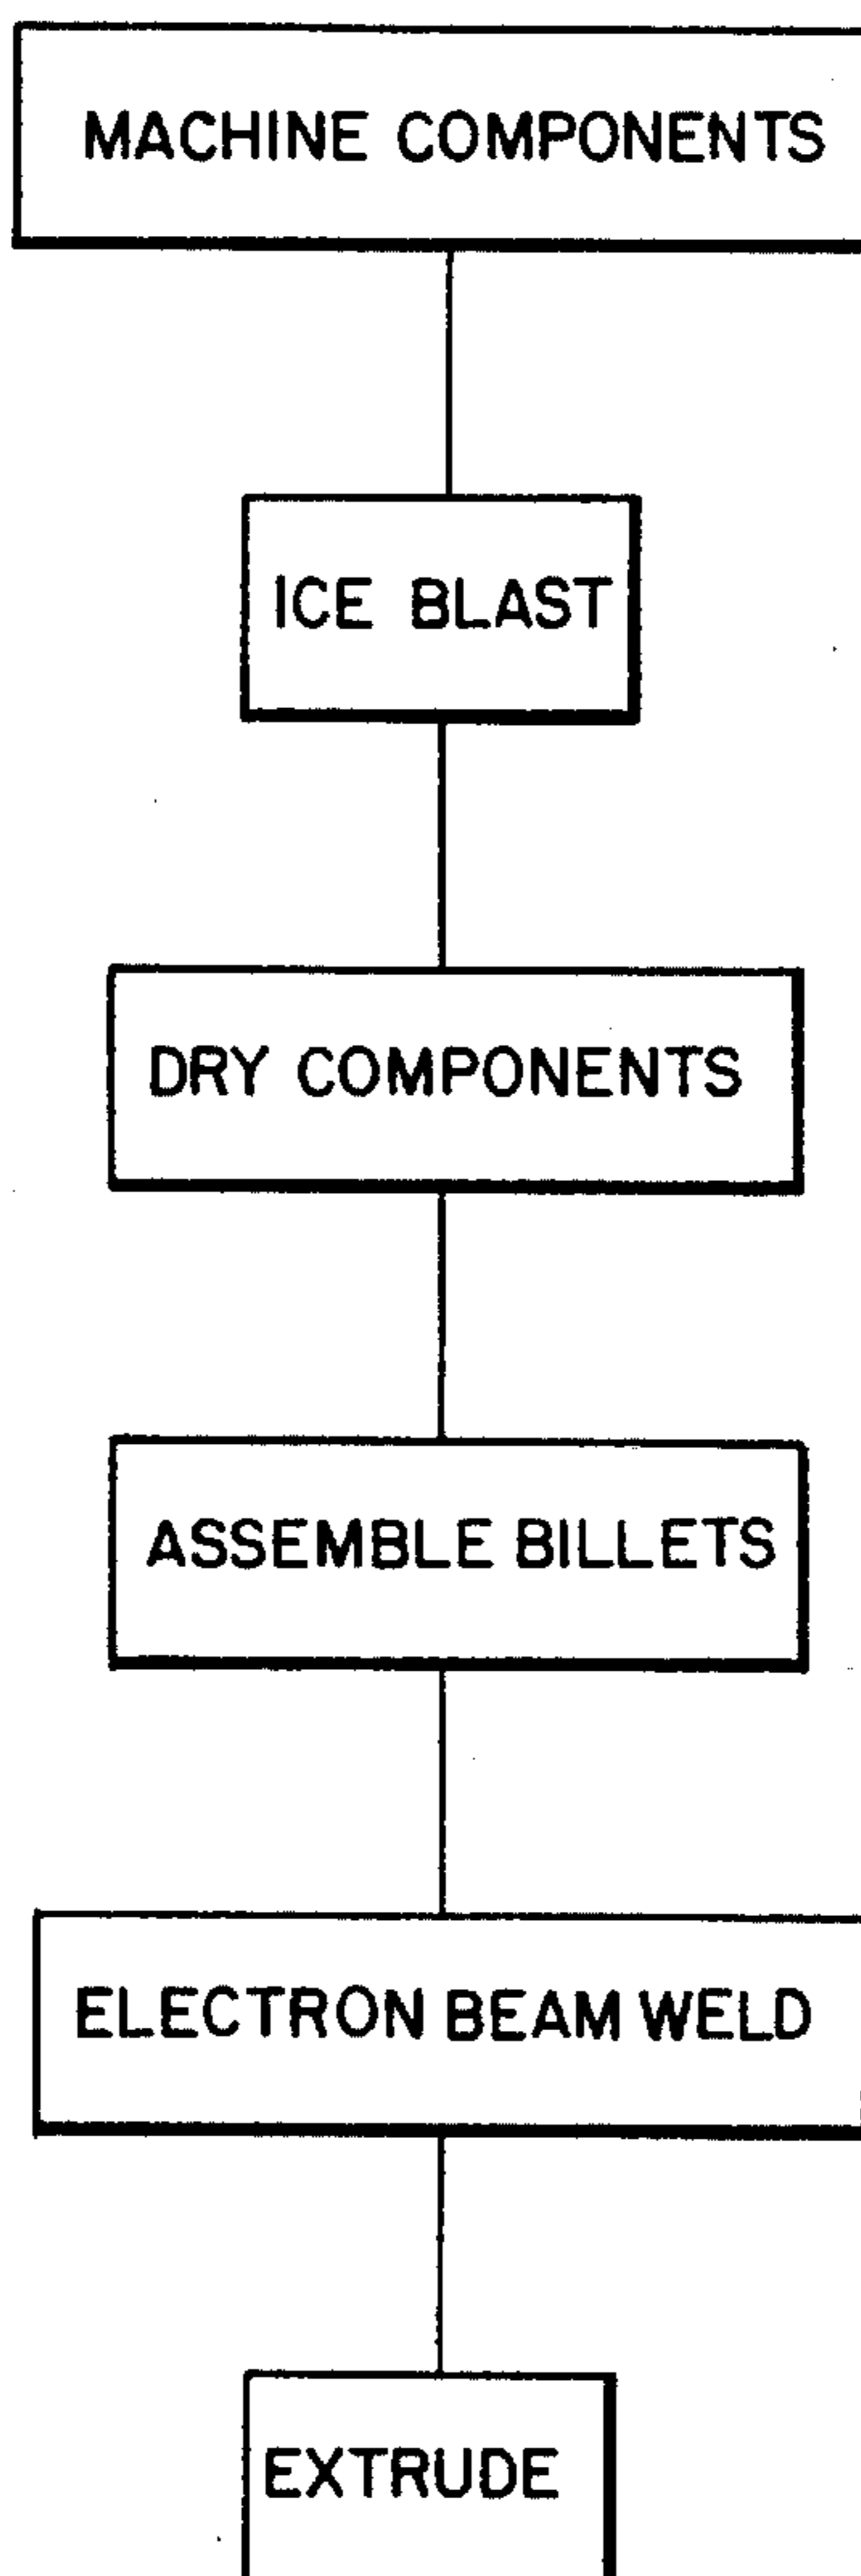 MACHINE COMPONENTS
ICE BLAST
DRY COMPONENTS
ASSEMBLE BILLETS
ELECTRON BEAM WELD
EXTRUDE